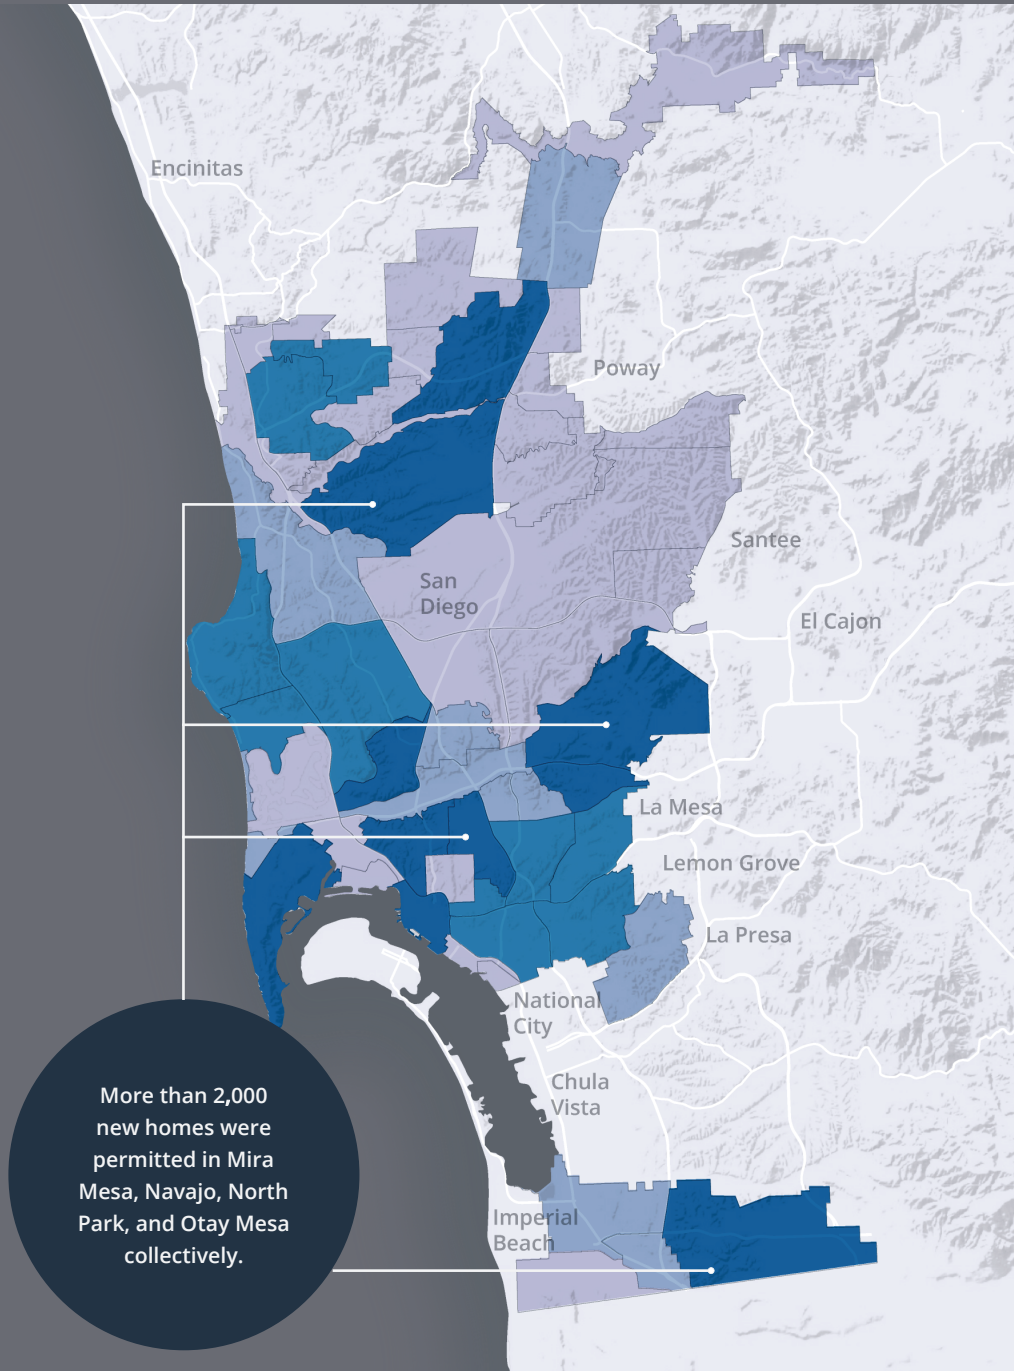 Encinitas
Poway
Santee
San
Diego
El Cajon
La Mesa
Lemon Grove
La Presa
National
City
Chula
Vista
Imperial
Beach
More than 2,000
new homes were
permitted in Mira
Mesa, Navajo, North
Park, and Otay Mesa
collectively.